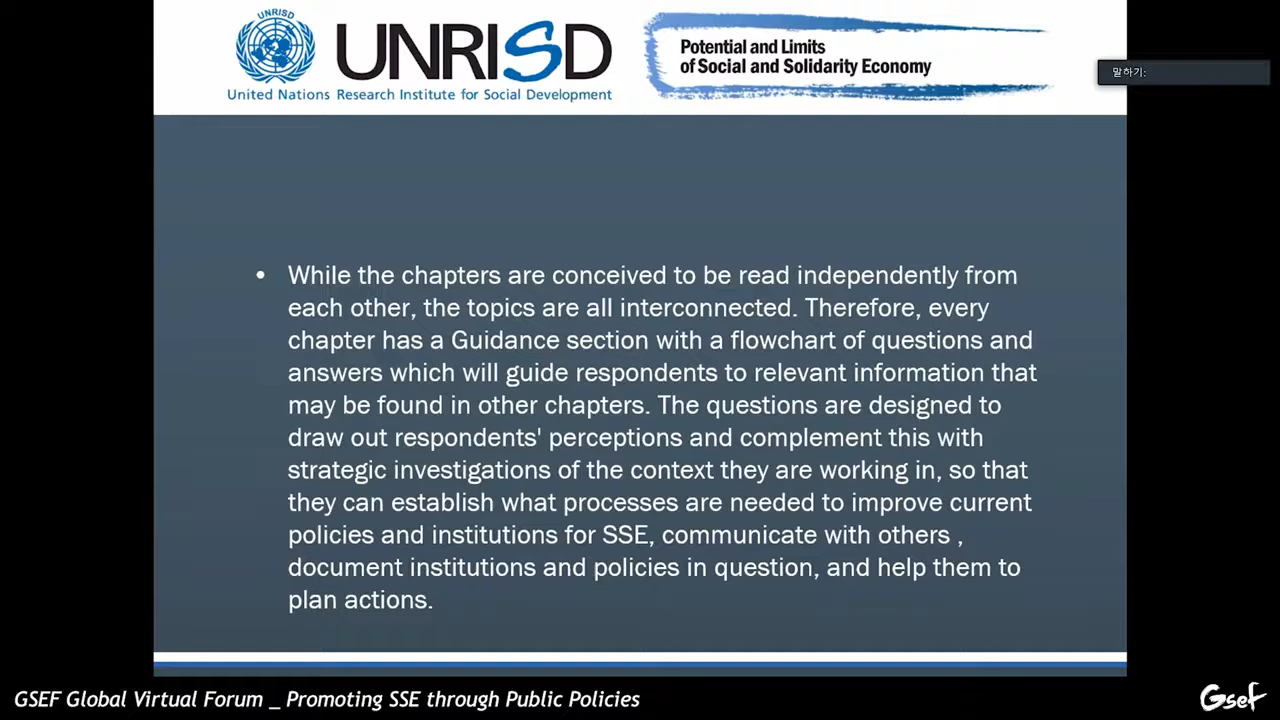 UNRISD
UNRISD
United Nations Research Institute for Social Development
Potential and Limits
of Social and Solidarity Economy
말하기:
• While the chapters are conceived to be read independently from
each other, the topics are all interconnected. Therefore, every
chapter has a Guidance section with a flowchart of questions and
answers which will guide respondents to relevant information that
may be found in other chapters. The questions are designed to
draw out respondents' perceptions and complement this with
strategic investigations of the context they are working in, so that
they can establish what processes are needed to improve current
policies and institutions for SSE, communicate with others ,
document institutions and policies in question, and help them to
plan actions.
GSEF Global Virtual Forum _ Promoting SSE through Public Policies
Gsef